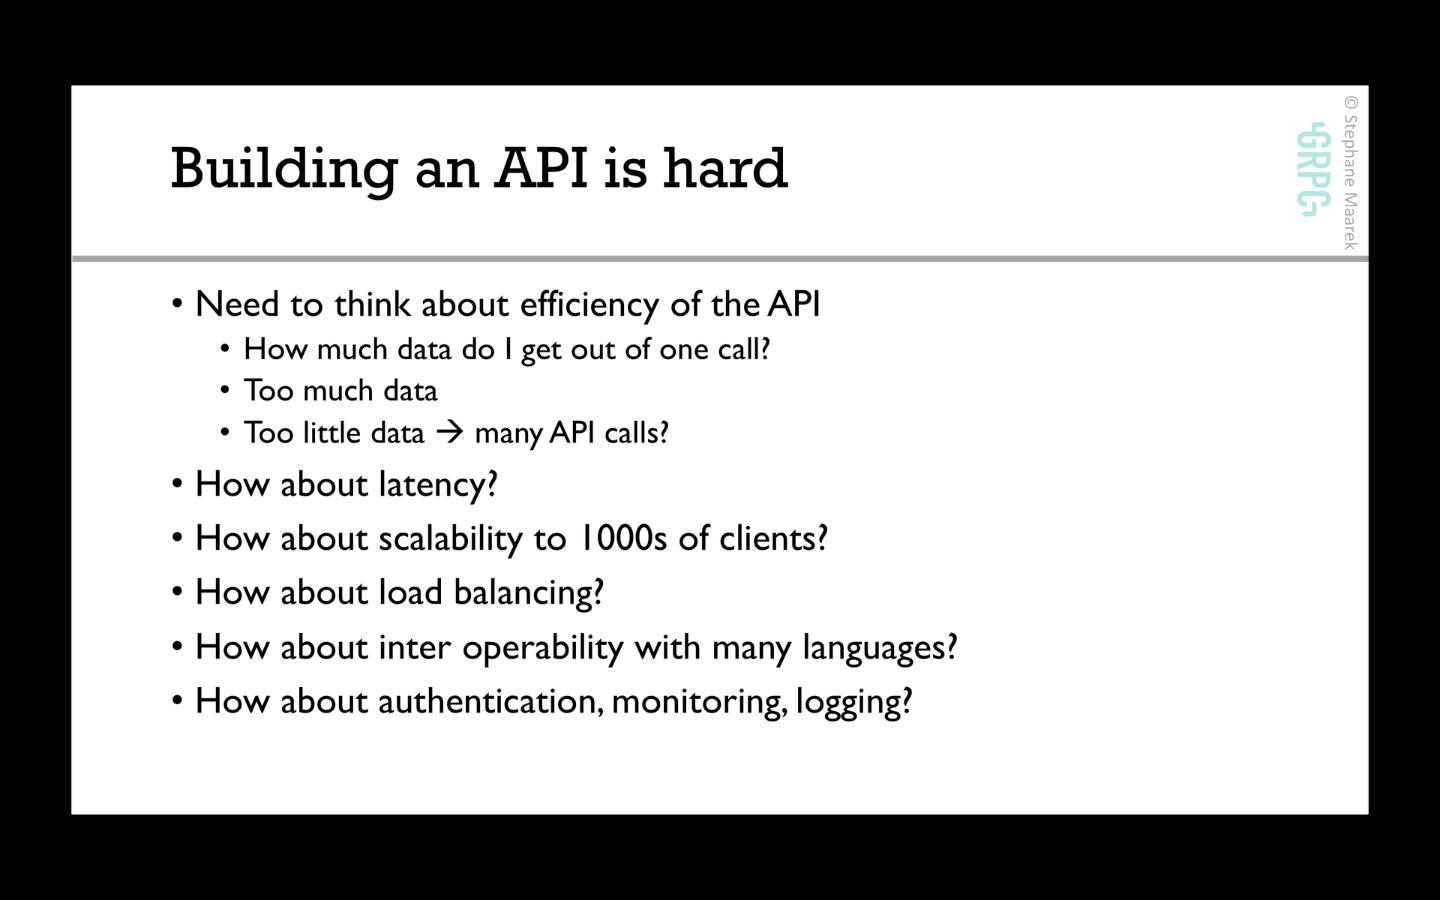 Building an API is hard
© Stephane Maarek
GRPC
• Need to think about efficiency of the API
• How much data do I get out of one call?
• Too much data
• Too little data → many API calls?
• How about latency?
• How about scalability to 1000s of clients?
• How about load balancing?
• How about inter operability with many languages?
• How about authentication, monitoring, logging?